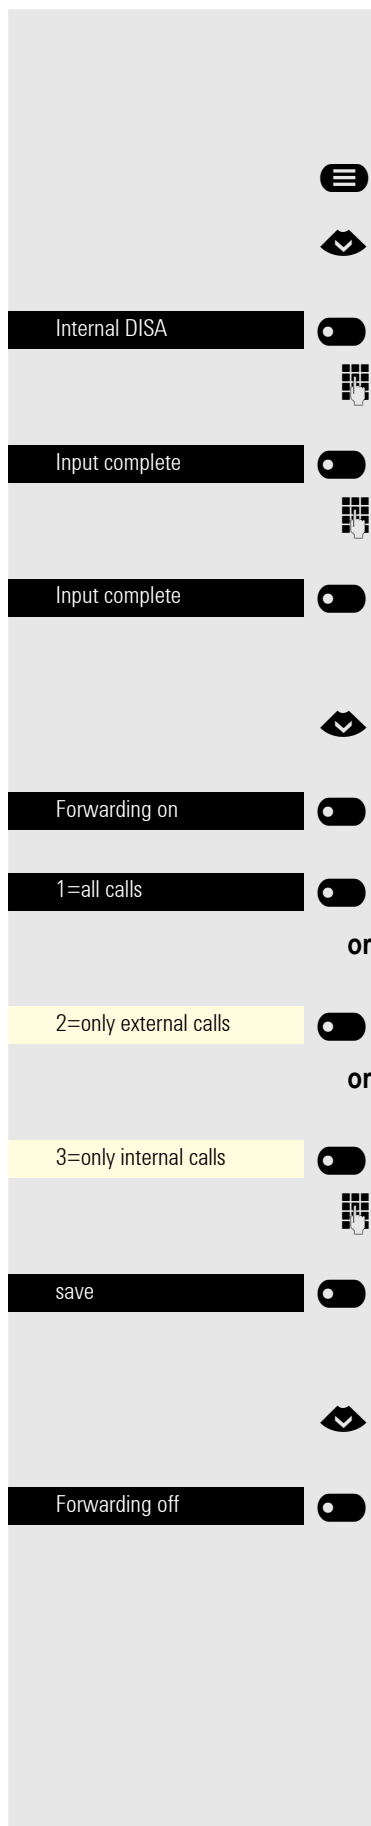 Internal DISA
Input complete
Input complete
Forwarding on
1=all calls
or
2=only external calls
or
3=only internal calls
save
Forwarding off